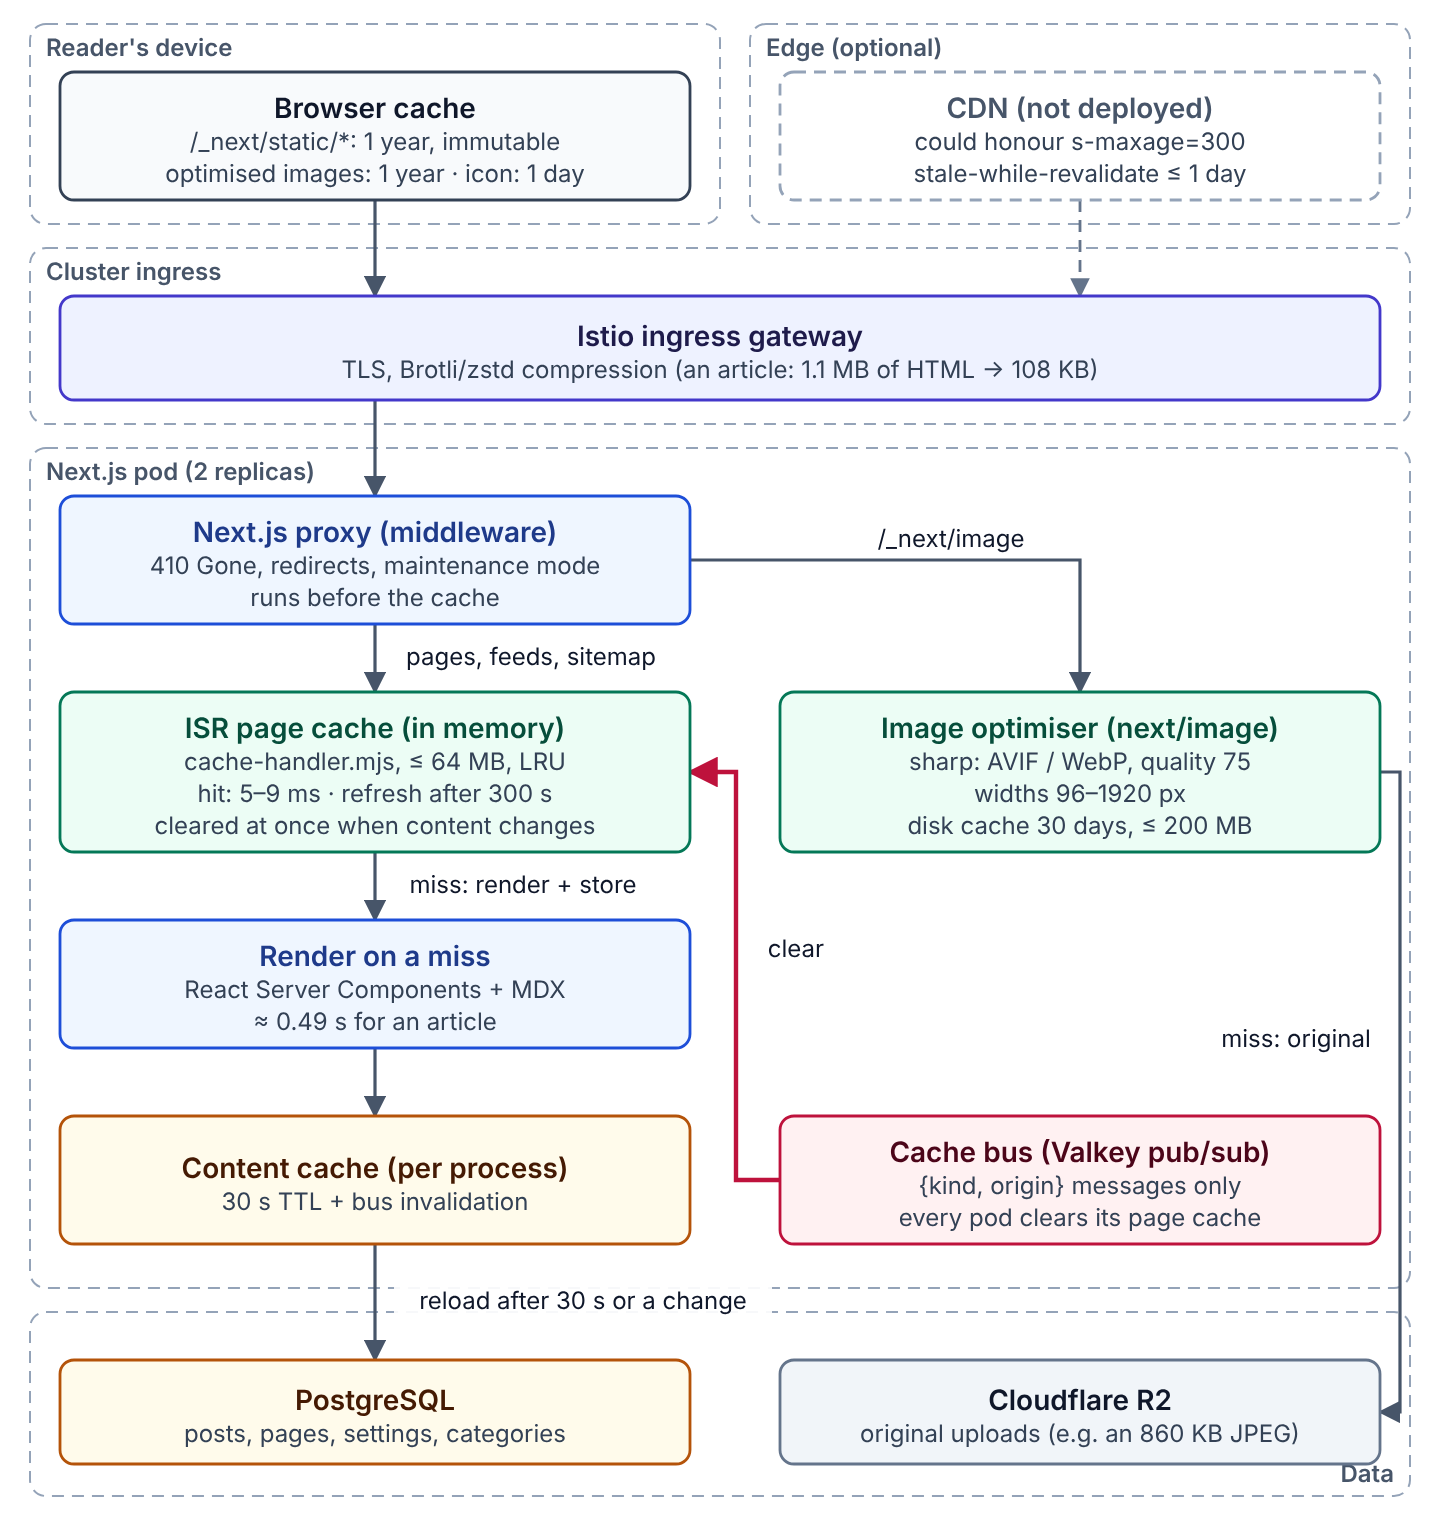 Reader's device
Browser cache
/_next/static/*: 1 year, immutable
optimised images: 1 year · icon: 1 day
Edge (optional)
CDN (not deployed)
could honour s-maxage=300
stale-while-revalidate ≤ 1 day
Cluster ingress
Istio ingress gateway
TLS, Brotli/zstd compression (an article: 1.1 MB of HTML → 108 KB)
Next.js pod (2 replicas)
Next.js proxy (middleware)
410 Gone, redirects, maintenance mode
runs before the cache
/_next/image
pages, feeds, sitemap
ISR page cache (in memory)
cache-handler.mjs, ≤ 64 MB, LRU
hit: 5–9 ms · refresh after 300 s
cleared at once when content changes
Image optimiser (next/image)
sharp: AVIF / WebP, quality 75
widths 96–1920 px
disk cache 30 days, ≤ 200 MB
miss: render + store
clear
Render on a miss
React Server Components + MDX
≈ 0.49 s for an article
miss: original
Content cache (per process)
30 s TTL + bus invalidation
Cache bus (Valkey pub/sub)
{kind, origin} messages only
every pod clears its page cache
reload after 30 s or a change
PostgreSQL
posts, pages, settings, categories
Cloudflare R2
original uploads (e.g. an 860 KB JPEG)
Data